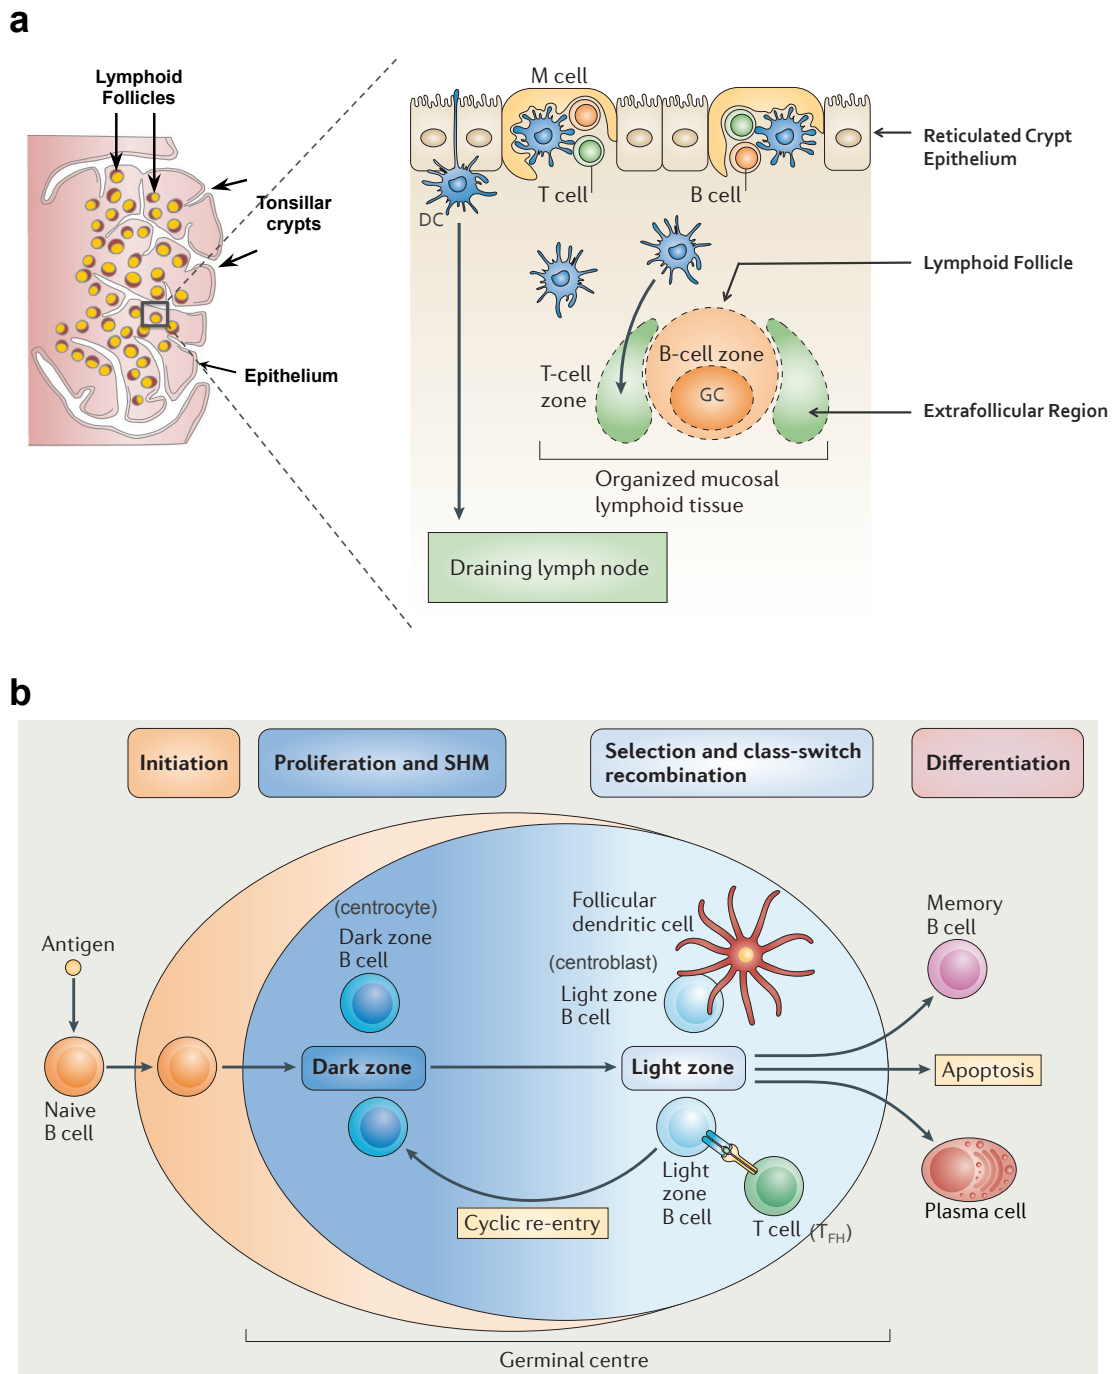 a
Lymphoid
Follicles
Tonsillar
crypts
Epithelium
M cell
T cell
B cell
DC
Reticulated Crypt
Epithelium
Lymphoid Follicle
B-cell zone
GC
T-cell
zone
Extrafollicular Region
Organized mucosal
lymphoid tissue
Draining lymph node
b
Initiation
Proliferation and SHM
Selection and class-switch
recombination
Differentiation
Antigen
Naive
B cell
(centrocyte)
Dark zone
B cell
Dark zone
Follicular
dendritic cell
(centroblast)
Light zone
B cell
Light zone
Light
zone
B cell
T cell (TFH)
Cyclic re-entry
Memory
B cell
Apoptosis
Plasma cell
Germinal centre